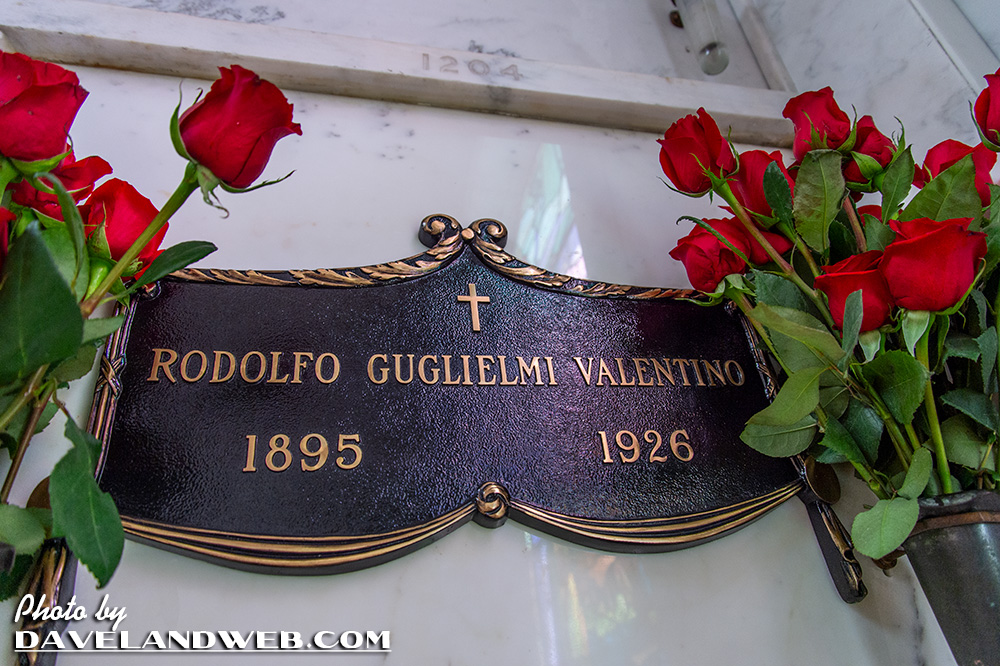 1204
RODOLFO GUGLIELMI VALENTINO
1895 1926
Photo by
DAVELANDWEB.COM